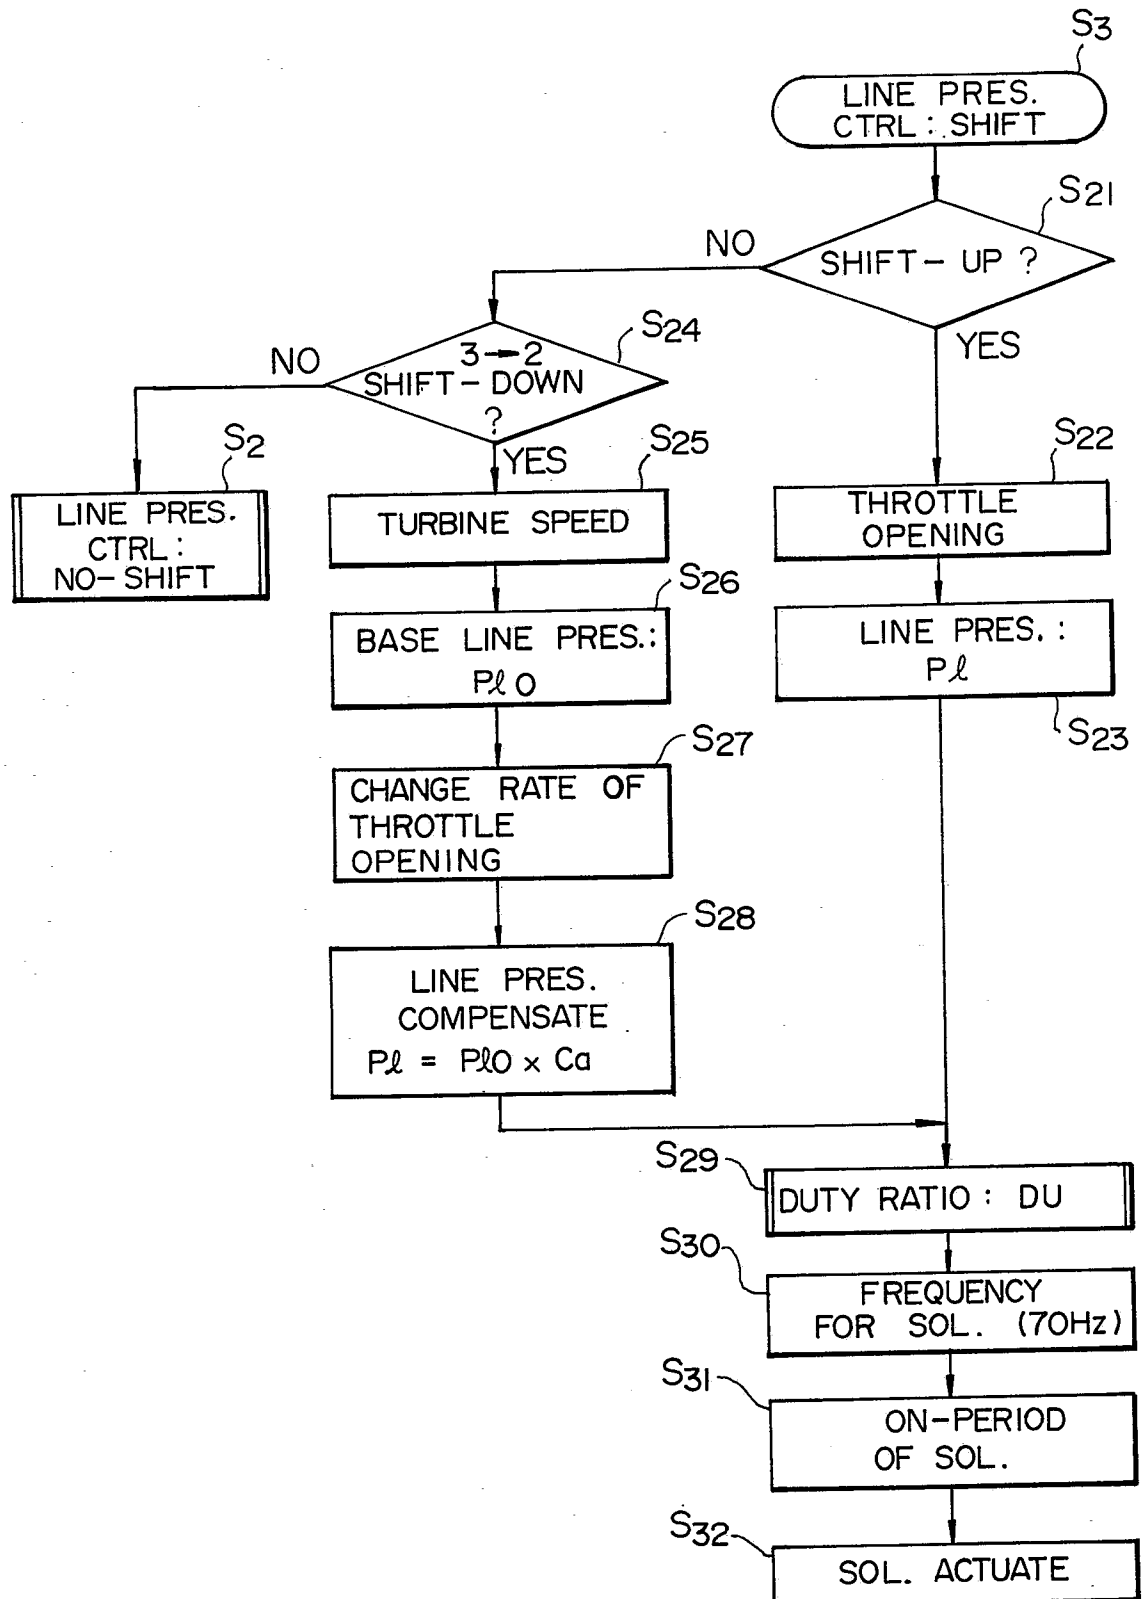 S3
LINE PRES.
CTRL : SHIFT
S21
SHIFT - UP ?
NO
YES
S24
3 → 2
SHIFT - DOWN
?
NO
YES
S2
LINE PRES.
CTRL :
NO - SHIFT
S25
TURBINE SPEED
S22
THROTTLE
OPENING
S26
BASE LINE PRES.:
Pℓ0
LINE PRES. :
Pℓ
S23
S27
CHANGE RATE OF
THROTTLE
OPENING
S28
LINE PRES.
COMPENSATE
Pℓ = Pℓ0 × Ca
S29
DUTY RATIO : DU
S30
FREQUENCY
FOR SOL. (70Hz)
S31
ON-PERIOD
OF SOL.
S32
SOL. ACTUATE